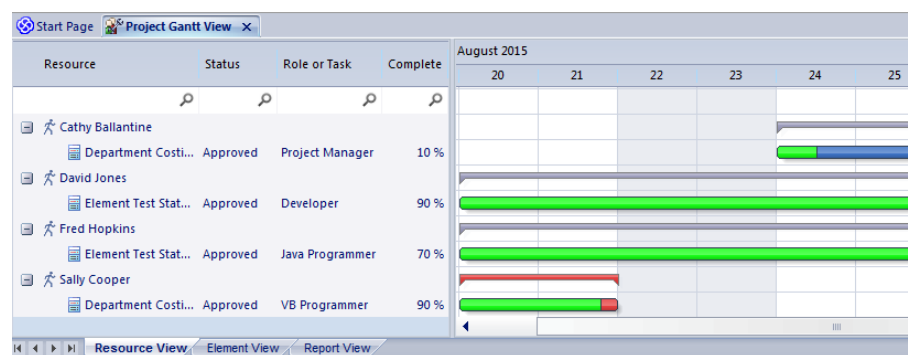 Start Page Project Gantt View X
August 2015
Resource Status Role or Task Complete
20 21 22 23 24 25
Cathy Ballantine
Department Costi... Approved Project Manager 10 %
David Jones
Element Test Stat... Approved Developer 90 %
Fred Hopkins
Element Test Stat... Approved Java Programmer 70 %
Sally Cooper
Department Costi... Approved VB Programmer 90 %
Resource View Element View Report View